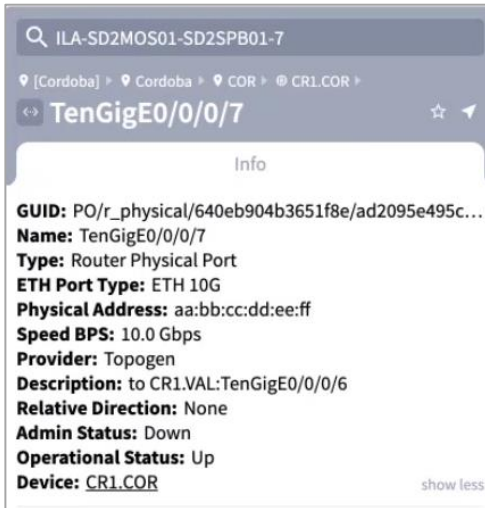 ILA-SD2MOS01-SD2SPB01-7
[Cordoba] Cordoba COR CR1.COR
TenGigE0/0/0/7
Info
GUID: PO/r_physical/640eb904b3651f8e/ad2095e495c...
Name: TenGigE0/0/0/7
Type: Router Physical Port
ETH Port Type: ETH 10G
Physical Address: aa:bb:cc:dd:ee:ff
Speed BPS: 10.0 Gbps
Provider: Topogen
Description: to CR1.VAL:TenGigE0/0/0/6
Relative Direction: None
Admin Status: Down
Operational Status: Up
Device: CR1.COR show less